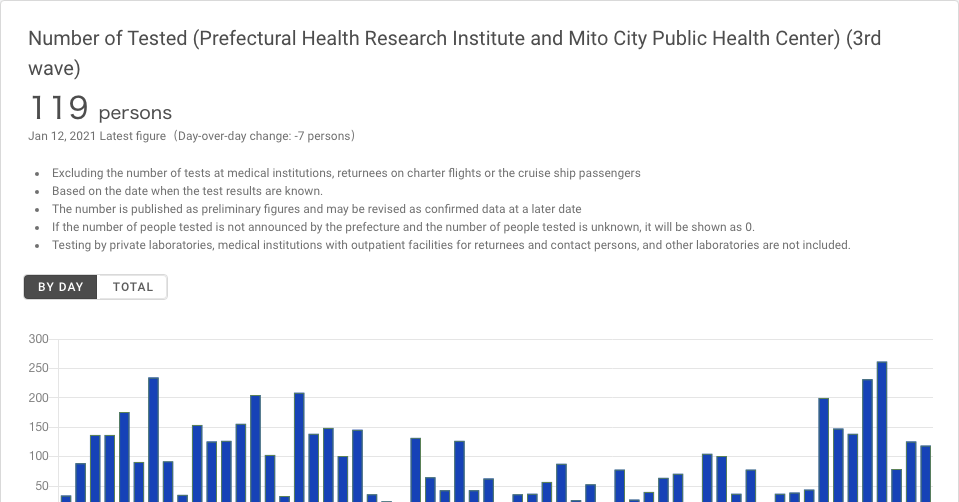 Number of Tested (Prefectural Health Research Institute and Mito City Public Health Center) (3rd
wave)
119 persons
Jan 12, 2021 Latest figure（Day-over-day change: -7 persons）
• Excluding the number of tests at medical institutions, returnees on charter flights or the cruise ship passengers
• Based on the date when the test results are known.
• The number is published as preliminary figures and may be revised as confirmed data at a later date
• If the number of people tested is not announced by the prefecture and the number of people tested is unknown, it will be shown as 0.
• Testing by private laboratories, medical institutions with outpatient facilities for returnees and contact persons, and other laboratories are not included.
BY DAY TOTAL
300
250
200
150
100
50